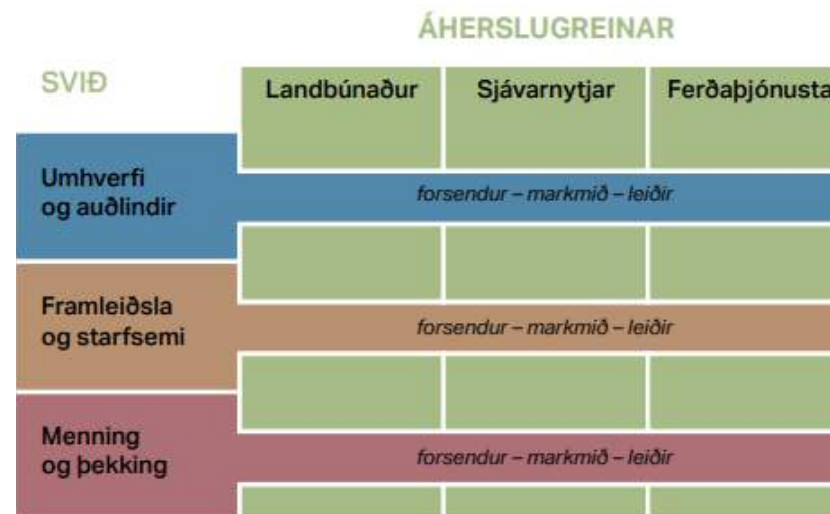 ÁHERSLUGREINAR
SVIÐ
Landbúnaður Sjávarnytjar Ferðaþjónusta
Umhverfi
og auðlindir
forsendur – markmið – leiðir
Framleiðsla
og starfsemi
forsendur – markmið – leiðir
Menning
og þekking
forsendur – markmið – leiðir